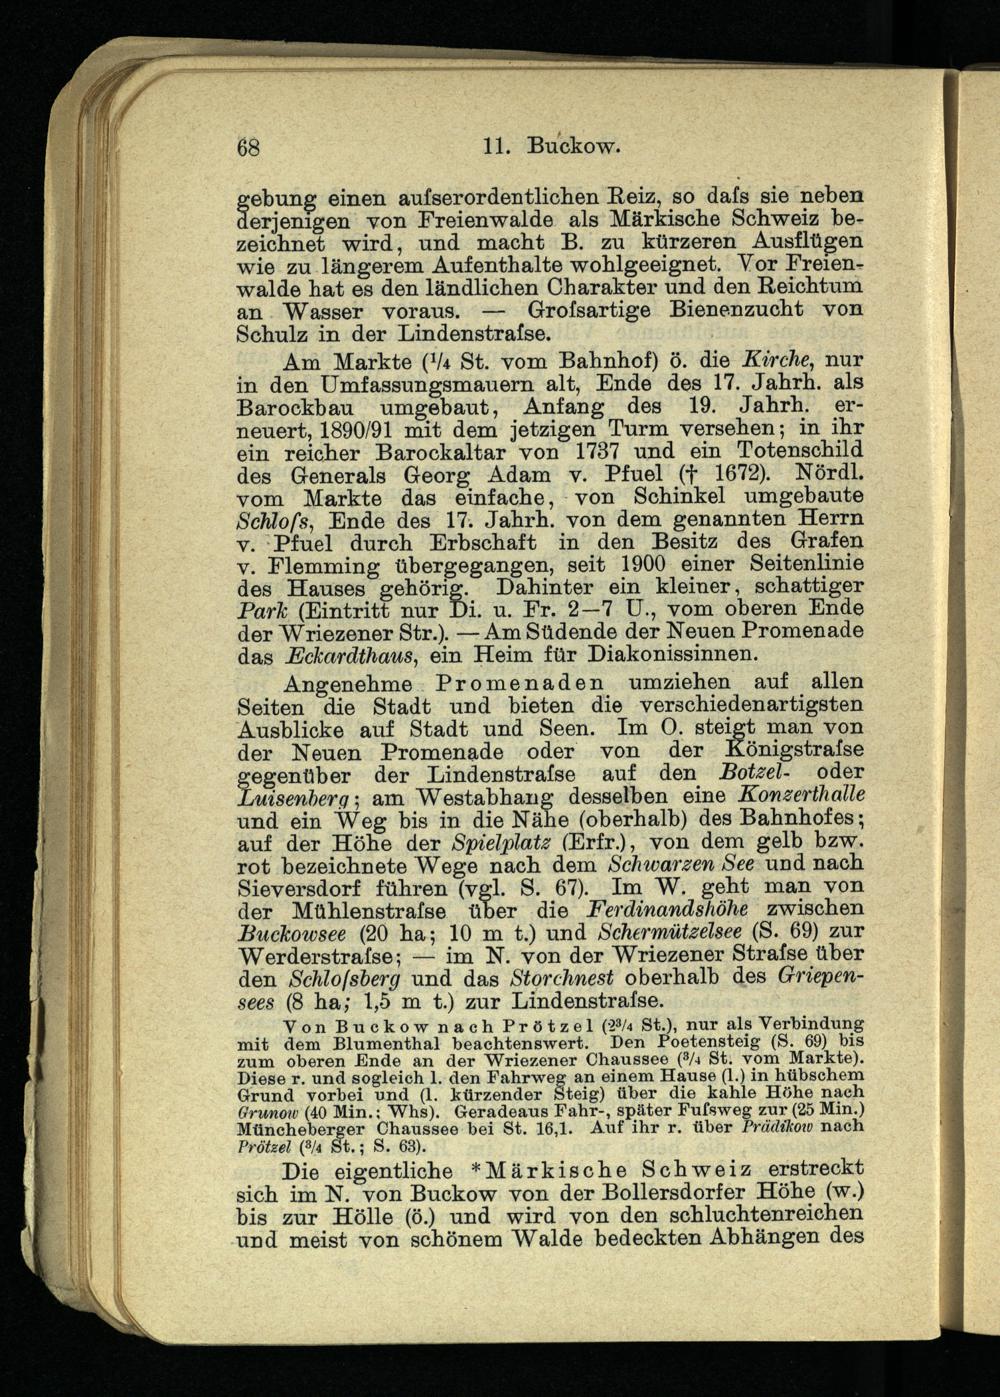 68
11. Buckow.
gebung einen aufserordentlichen Reiz, so dafs sie neben
derjenigen von Freienwalde als Märkische Schweiz be-
zeichnet wird, und macht B. zu kürzeren Ausflügen
wie zu längerem Aufenthalte wohlgeeignet. Vor Freien-
walde hat es den ländlichen Charakter und den Reichtum
an Wasser voraus. — Grofsartige Bienenzucht von
Schulz in der Lindenstrafse.
Am Markte (¹/₄ St. vom Bahnhof) ö. die Kirche, nur
in den Umfassungsmauern alt, Ende des 17. Jahrh. als
Barockbau umgebaut, Anfang des 19. Jahrh. er-
neuert, 1890/91 mit dem jetzigen Turm versehen; in ihr
ein reicher Barockaltar von 1737 und ein Totenschild
des Generals Georg Adam v. Pfuel († 1672). Nördl.
vom Markte das einfache, von Schinkel umgebaute
Schlofs, Ende des 17. Jahrh. von dem genannten Herrn
v. Pfuel durch Erbschaft in den Besitz des Grafen
v. Flemming übergegangen, seit 1900 einer Seitenlinie
des Hauses gehörig. Dahinter ein kleiner, schattiger
Park (Eintritt nur Di. u. Fr. 2—7 U., vom oberen Ende
der Wriezener Str.). — Am Südende der Neuen Promenade
das Eckardthaus, ein Heim für Diakonissinnen.
Angenehme Promenaden umziehen auf allen
Seiten die Stadt und bieten die verschiedenartigsten
Ausblicke auf Stadt und Seen. Im O. steigt man von
der Neuen Promenade oder von der Königstrafse
gegenüber der Lindenstrafse auf den Botzel- oder
Luisenberg; am Westabhang desselben eine Konzerthalle
und ein Weg bis in die Nähe (oberhalb) des Bahnhofes;
auf der Höhe der Spielplatz (Erfr.), von dem gelb bzw.
rot bezeichnete Wege nach dem Schwarzen See und nach
Sieversdorf führen (vgl. S. 67). Im W. geht man von
der Mühlenstrafse über die Ferdinandshöhe zwischen
Buckowsee (20 ha; 10 m t.) und Schermützelsee (S. 69) zur
Werderstrafse; — im N. von der Wriezener Strafse über
den Schlofsberg und das Storchnest oberhalb des Griepen-
sees (8 ha; 1,5 m t.) zur Lindenstrafse.
Von Buckow nach Prötzel (2³/₄ St.), nur als Verbindung
mit dem Blumenthal beachtenswert. Den Poetensteig (S. 69) bis
zum oberen Ende an der Wriezener Chaussee (³/₄ St. vom Markte).
Diese r. und sogleich l. den Fahrweg an einem Hause (l.) in hübschem
Grund vorbei und (l. kürzender Steig) über die kahle Höhe nach
Grunow (40 Min.; Whs). Geradeaus Fahr-, später Fufsweg zur (25 Min.)
Müncheberger Chaussee bei St. 16,1. Auf ihr r. über Prädikow nach
Prötzel (³/₄ St.; S. 63).
Die eigentliche *Märkische Schweiz erstreckt
sich im N. von Buckow von der Bollersdorfer Höhe (w.)
bis zur Hölle (ö.) und wird von den schluchtenreichen
und meist von schönem Walde bedeckten Abhängen des